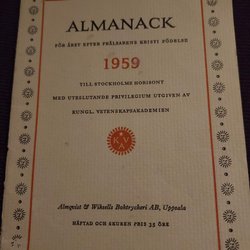 ALMANACK
FÖR ÅRET EFTER FRÄLSARENS KRISTI FÖDELSE
1959
TILL STOCKHOLMS HORISONT
MED UTESLUTANDE PRIVILEGIUM UTGIVEN AV
KUNGL. VETENSKAPSAKADEMIEN
Almqvist & Wiksells Boktryckeri AB, Uppsala
HÄFTAD OCH SKUREN PRIS 35 ÖRE